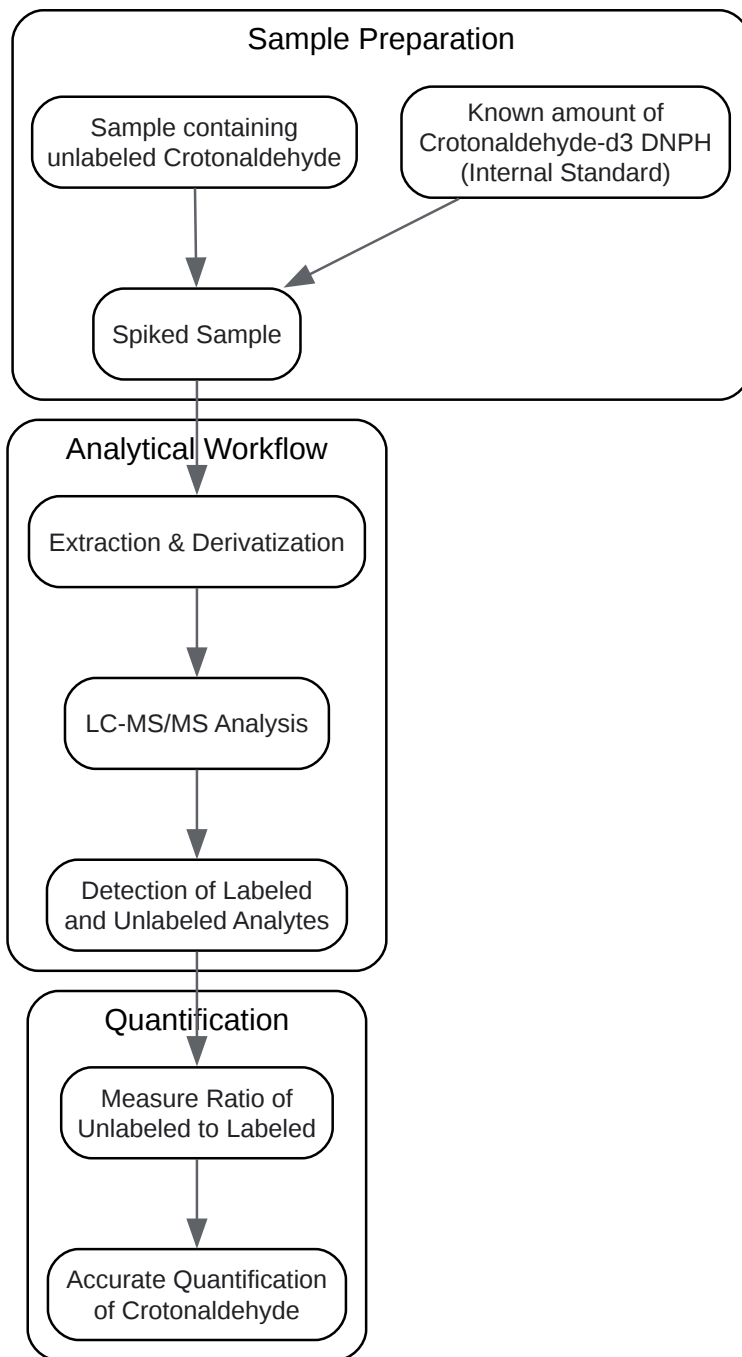 Sample Preparation
Sample containing
unlabeled Crotonaldehyde
Known amount of
Crotonaldehyde-d3 DNPH
(Internal Standard)
Spiked Sample
Analytical Workflow
Extraction & Derivatization
LC-MS/MS Analysis
Detection of Labeled
and Unlabeled Analytes
Quantification
Measure Ratio of
Unlabeled to Labeled
Accurate Quantification
of Crotonaldehyde